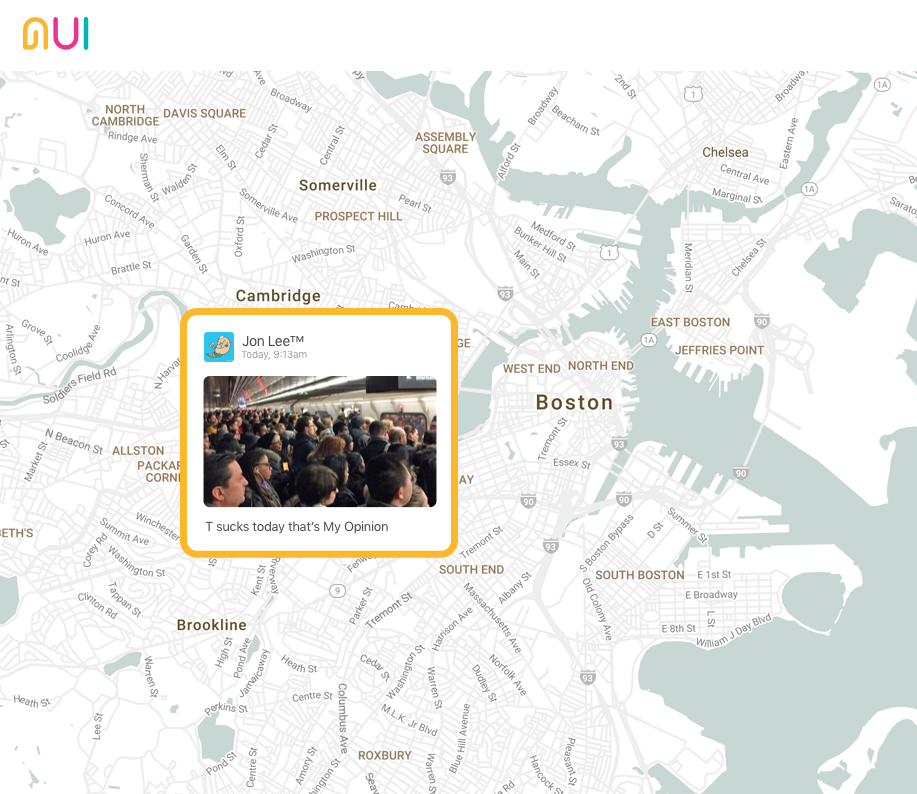 NUI
2nd St
Broadway
Broadway
Broadway
1
1A
NORTH
CAMBRIDGE
DAVIS SQUARE
Beacham St
Rindge Ave
Cedar St
Central St
ASSEMBLY
SQUARE
Eastern Ave
Elm St
Alford St
Chelsea
Sherman St
Walden St
93
Central Ave
Somerville
1A
Marginal St
Concord Ave
Somerville Ave
Pearl St
PROSPECT HILL
Huron Ave
Huron Ave
Oxford St
Garden St
Washington St
Medford St
Bunker Hill St
Main St
1
Meridian St
Chelsea St
Brattle St
Cambridge
93
Arlington St
Grove St
Coolidge Ave
EAST BOSTON
90
1A
JEFFRIES POINT
Jon Lee™
Today, 9:13am
WEST END
NORTH END
Soldiers Field Rd
Boston
N Beacon St
Market St
ALLSTON
Tremont St
93
Essex St
90
90
90
T sucks today that's My Opinion
Winchester
Summit Ave
Corey Rd
Washington St
Tremont St
93
S Boston Bypass
D St
Summer St
SOUTH END
SOUTH BOSTON
E 1st St
Kent St
9
Albany St
Old Colony Ave
E Broadway
Tappan St
Clinton Rd
Parker St
Tremont St
Massachusetts Ave
Harrison Ave
L St
E 8th St
William J Day Blvd
Brookline
High St
Pond Ave
Jamaicaway
Heath St
Cedar St
Washington St
Warren St
Norfolk Ave
Dudley St
93
Warren St
Heath St
Perkins St
Centre St
Columbus Ave
M.L.K. Jr Blvd
Blue Hill Ave
Lee St
ROXBURY
Pond St
Centre St
Amory St
Warren St
Pleasant St
Hancock St